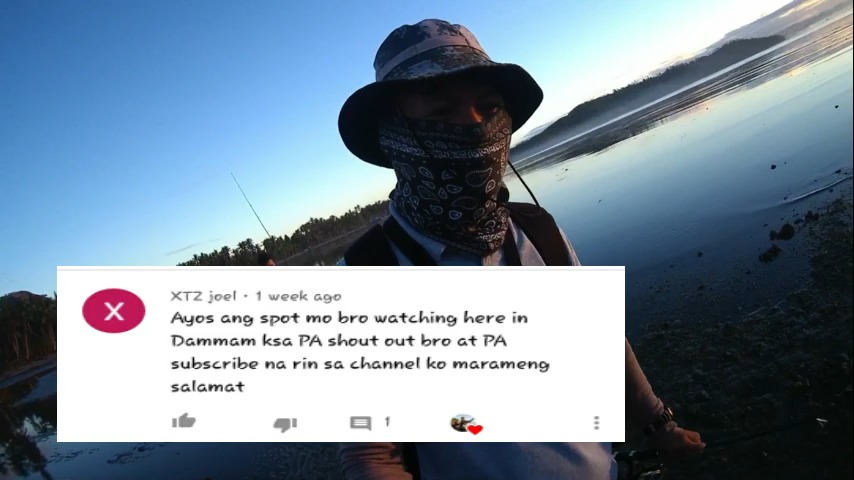 X
XTZ joel · 1 week ago
Ayos ang spot mo bro watching here in
Dammam ksa PA shout out bro at PA
subscribe na rin sa channel ko marameng
salamat
1